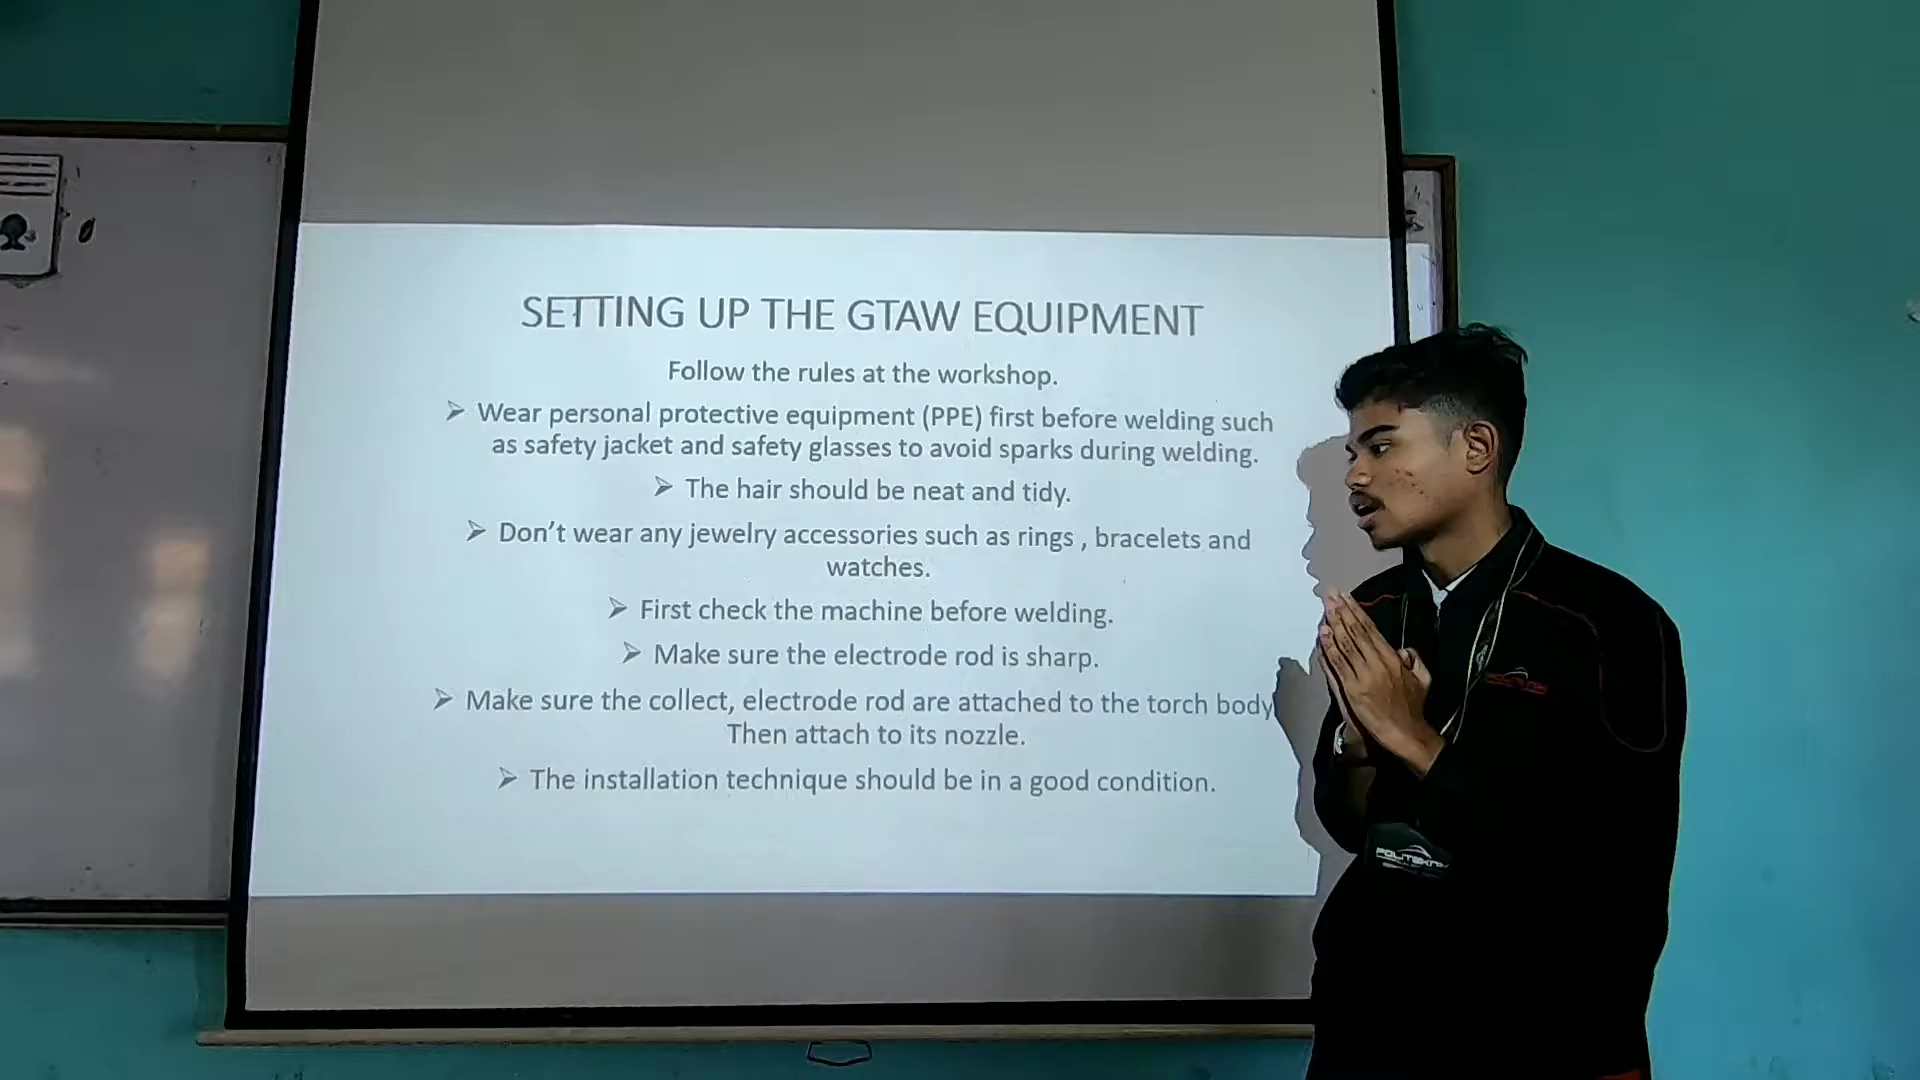 SETTING UP THE GTAW EQUIPMENT
Follow the rules at the workshop.
➢ Wear personal protective equipment (PPE) first before welding such
as safety jacket and safety glasses to avoid sparks during welding.
➢ The hair should be neat and tidy.
➢ Don't wear any jewelry accessories such as rings , bracelets and
watches.
➢ First check the machine before welding.
➢ Make sure the electrode rod is sharp.
➢ Make sure the collect, electrode rod are attached to the torch body
Then attach to its nozzle.
➢ The installation technique should be in a good condition.
POLITEKNIK